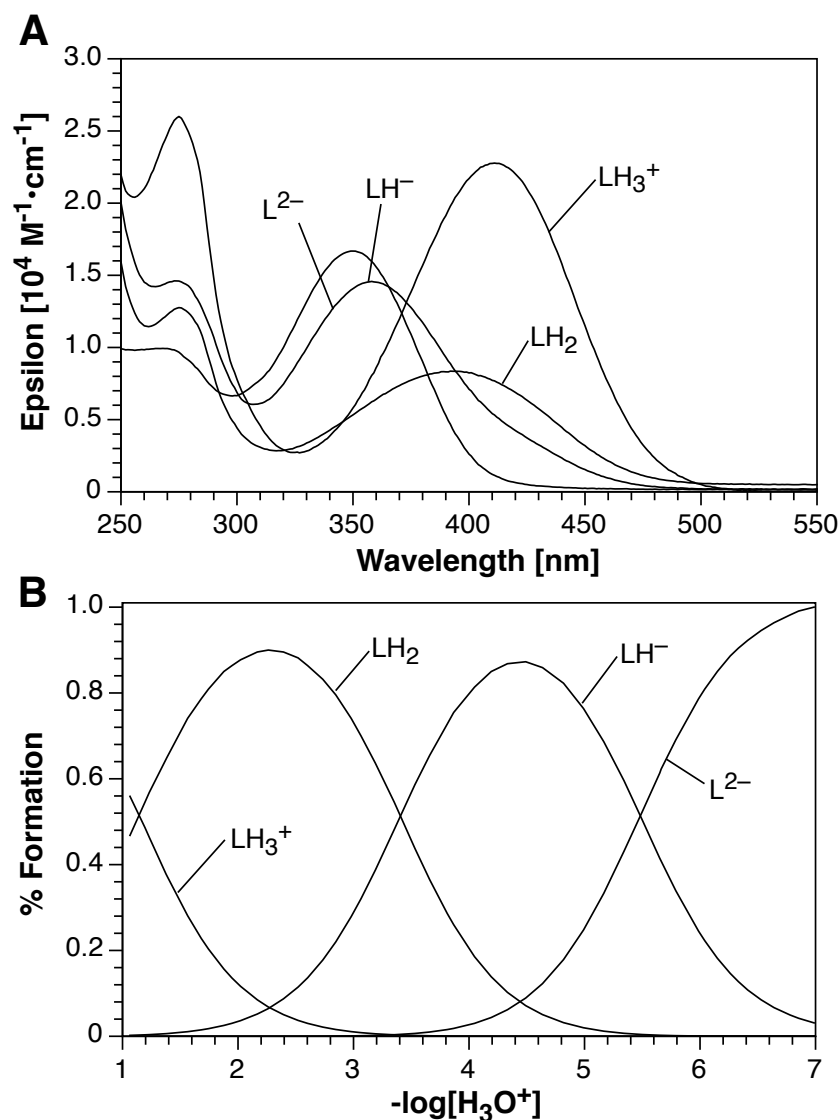 A
3.0
2.5
2.0
1.5
1.0
0.5
0
Epsilon [10⁴ M⁻¹•cm⁻¹]
L²⁻
LH⁻
LH₃⁺
LH₂
250 300 350 400 450 500 550
Wavelength [nm]
B
1.0
0.8
0.6
0.4
0.2
0
% Formation
LH₂
LH⁻
L²⁻
LH₃⁺
1 2 3 4 5 6 7
-log[H₃O⁺]